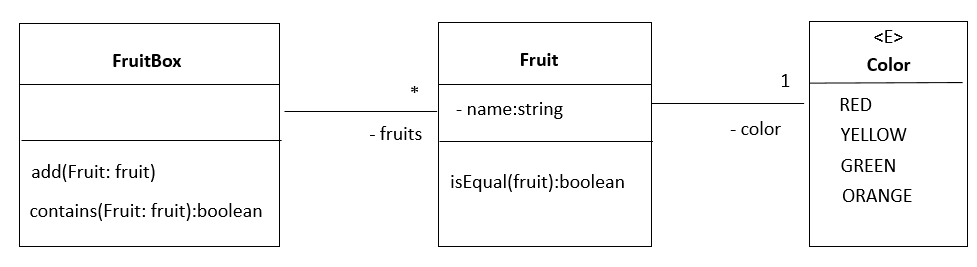 FruitBox
add(Fruit: fruit)
contains(Fruit: fruit):boolean
*
- fruits
Fruit
- name:string
isEqual(fruit):boolean
1
- color
<E>
Color
RED
YELLOW
GREEN
ORANGE